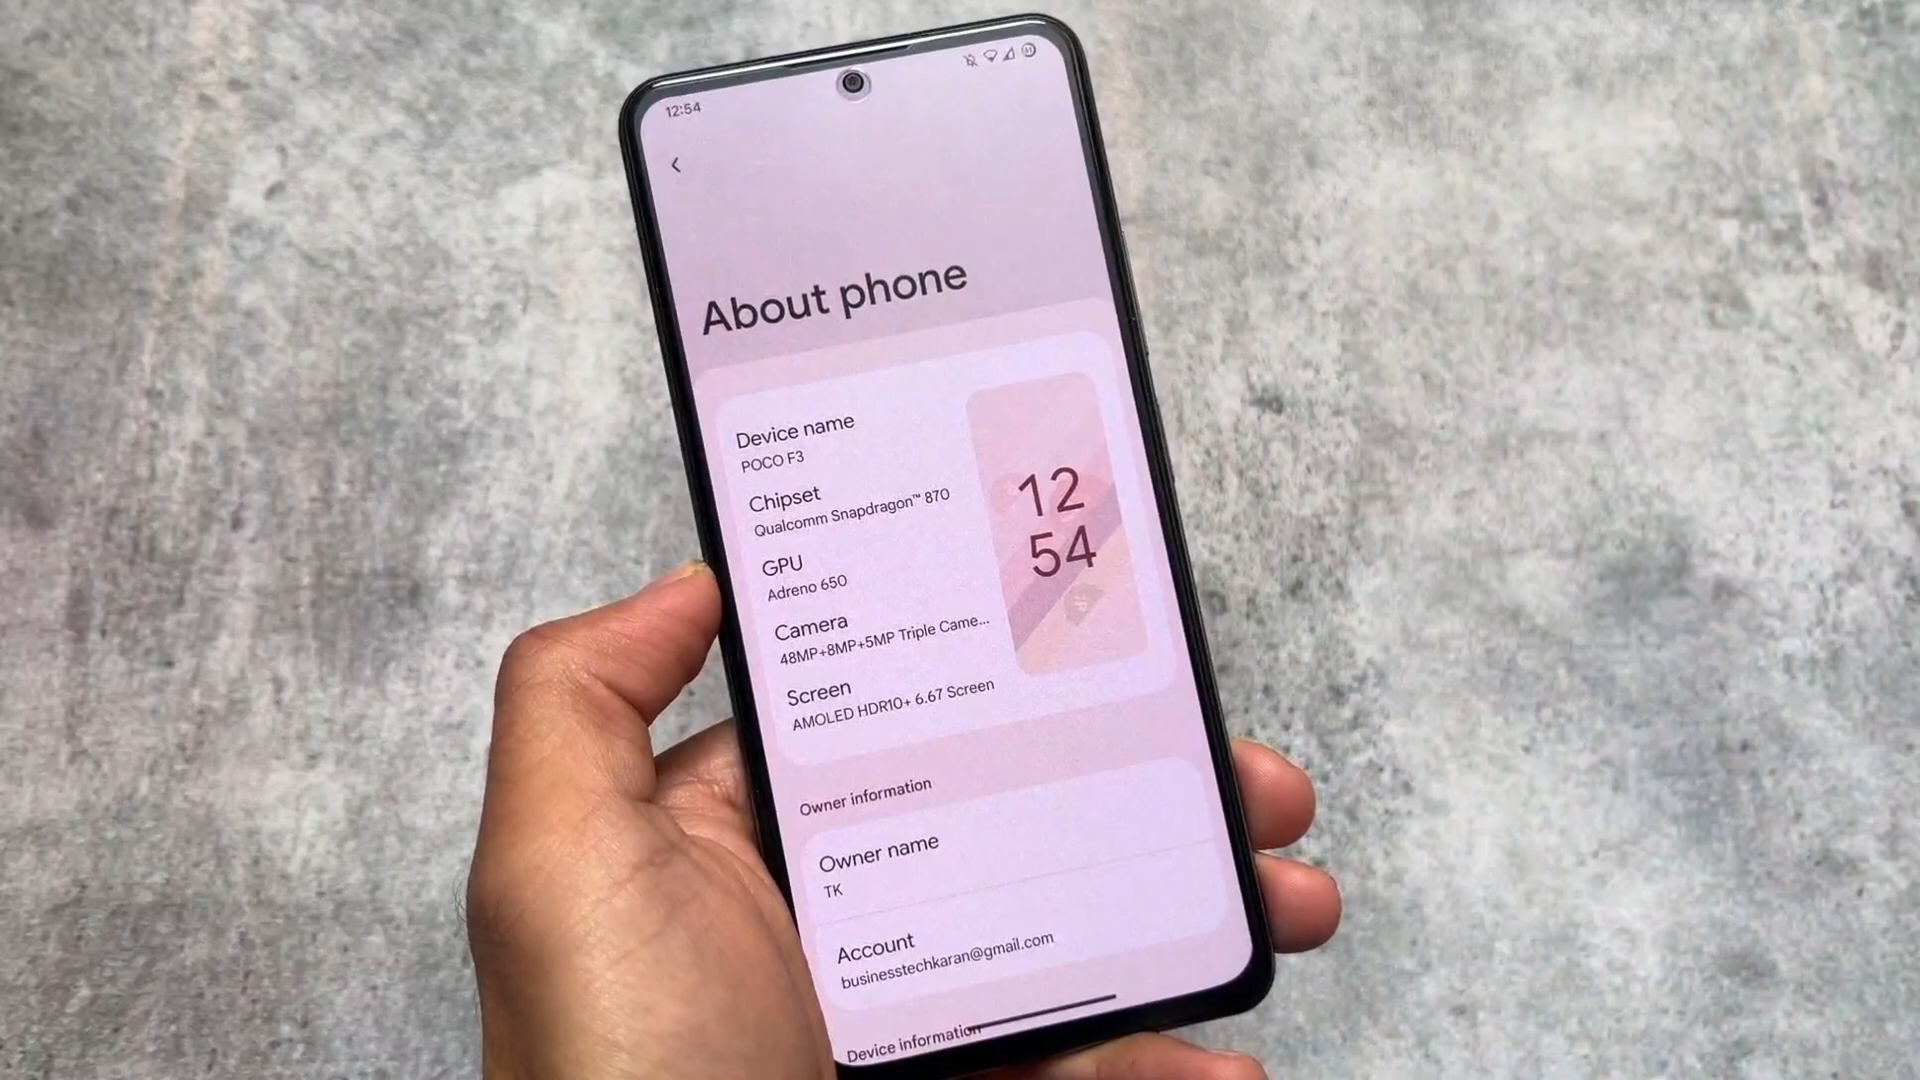 12:54
About phone
Device name
POCO F3
Chipset
Qualcomm Snapdragon™ 870
GPU
Adreno 650
Camera
48MP+8MP+5MP Triple Came...
Screen
AMOLED HDR10+ 6.67 Screen
12
54
Owner information
Owner name
TK
Account
businesstechkaran@gmail.com
Device information